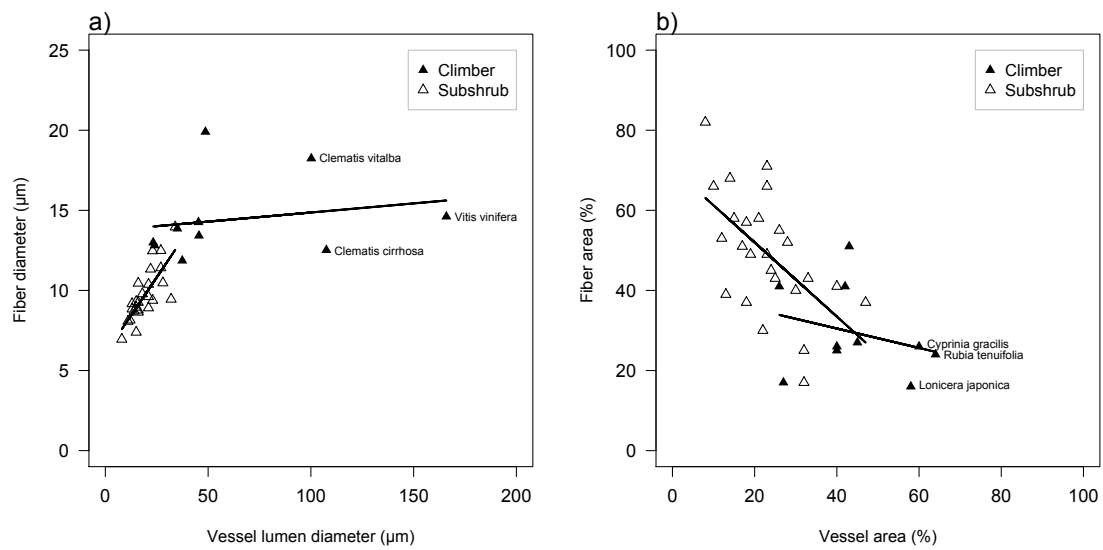 a)
25
20
15
10
5
0
Fiber diameter (µm)
Climber
Subshrub
Clematis vitalba
Vitis vinifera
Clematis cirrhosa
0 50 100 150 200
Vessel lumen diameter (µm)
b)
100
80
60
40
20
0
Fiber area (%)
Climber
Subshrub
Cyprinia gracilis
Rubia tenuifolia
Lonicera japonica
0 20 40 60 80 100
Vessel area (%)